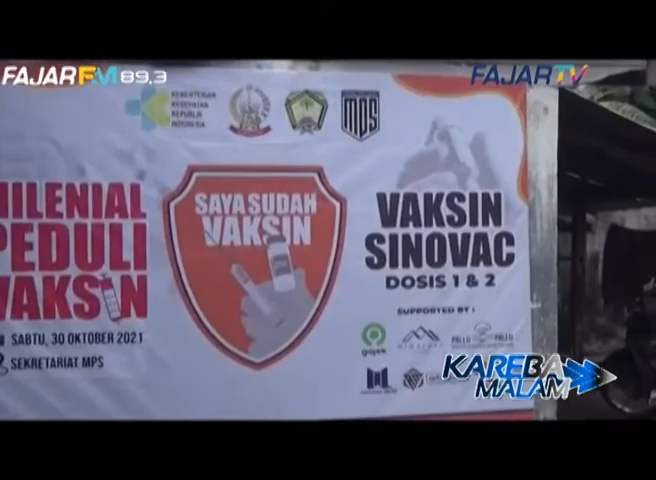 FAJAR FM 89,3
FAJAR TV
KEMENTERIAN
KESEHATAN
REPUBLIK
INDONESIA
MPS
MILENIAL
PEDULI
VAKSIN
SABTU, 30 OKTOBER 2021
SEKRETARIAT MPS
SAYA SUDAH
VAKSIN
VAKSIN
SINOVAC
DOSIS 1 & 2
SUPPORTED BY :
gojek
KAREBA
MALAM